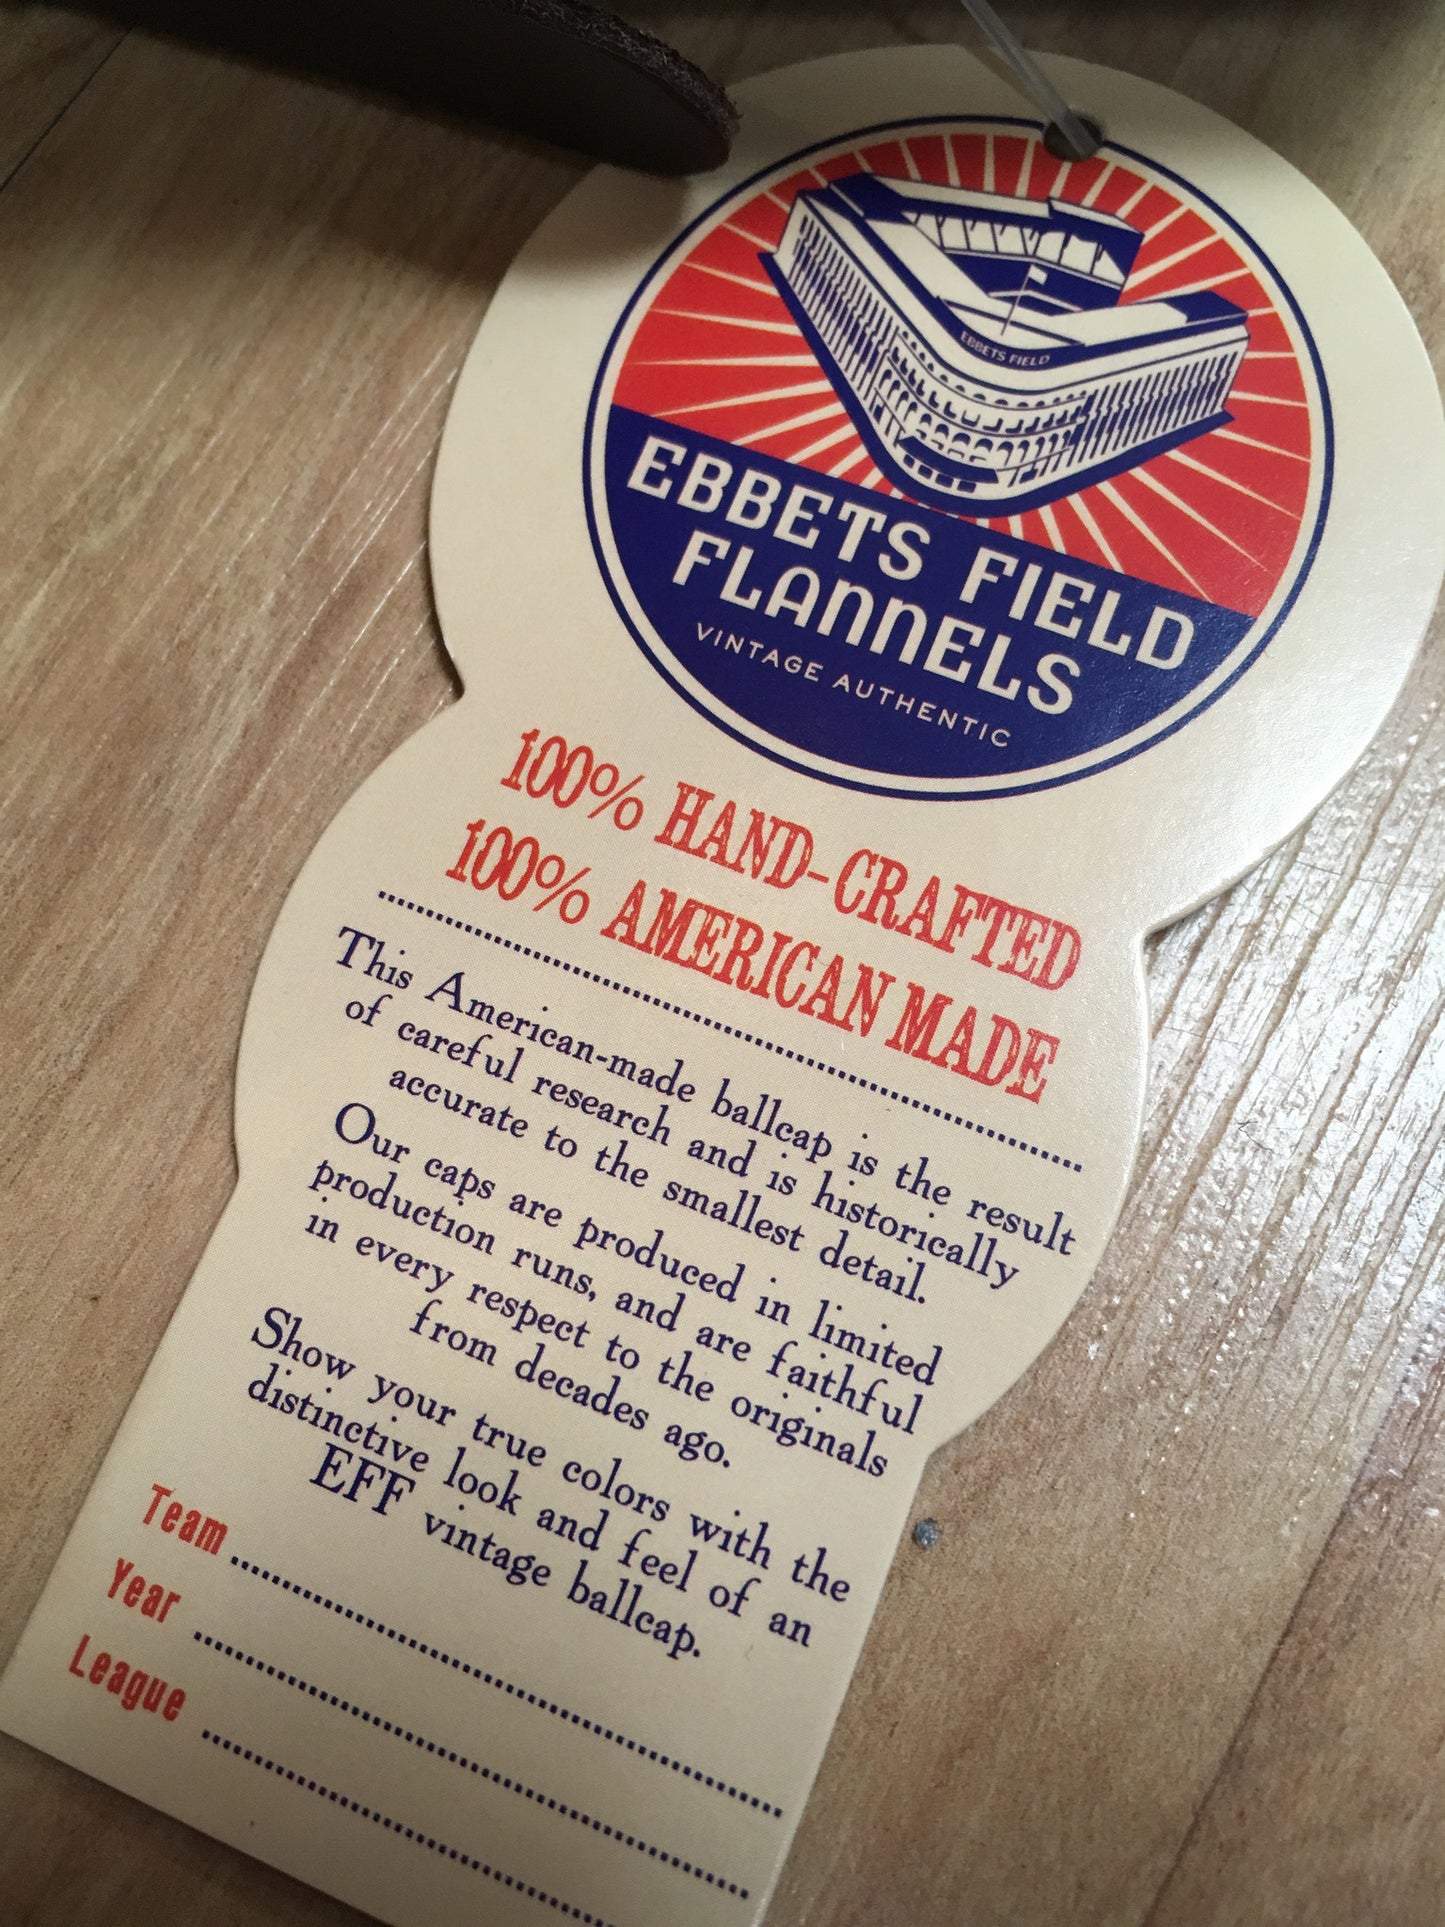 EBBETS FIELD
EBBETS FIELD
FLANNELS
VINTAGE AUTHENTIC
100% HAND-CRAFTED
100% AMERICAN MADE
This American-made ballcap is the result
of careful research and is historically
accurate to the smallest detail.
Our caps are produced in limited
production runs, and are faithful
in every respect to the originals
from decades ago.
Show your true colors with the
distinctive look and feel of an
EFF vintage ballcap.
Team
Year
League